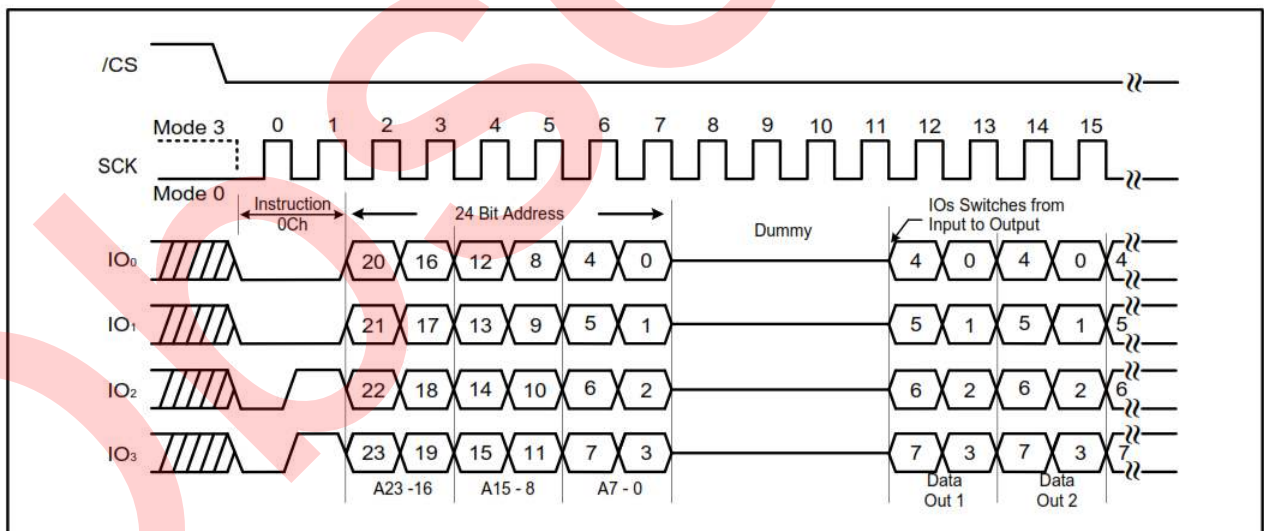 /CS
Mode 3 0 1 2 3 4 5 6 7 8 9 10 11 12 13 14 15
SCK
Mode 0
Instruction
0Ch
24 Bit Address
Dummy
IOs Switches from
Input to Output
IO₀ 20 16 12 8 4 0 4 0 4 0 4
IO₁ 21 17 13 9 5 1 5 1 5 1 5
IO₂ 22 18 14 10 6 2 6 2 6 2 6
IO₃ 23 19 15 11 7 3 7 3 7 3 7
A23 -16 A15 - 8 A7 - 0
Data
Out 1
Data
Out 2